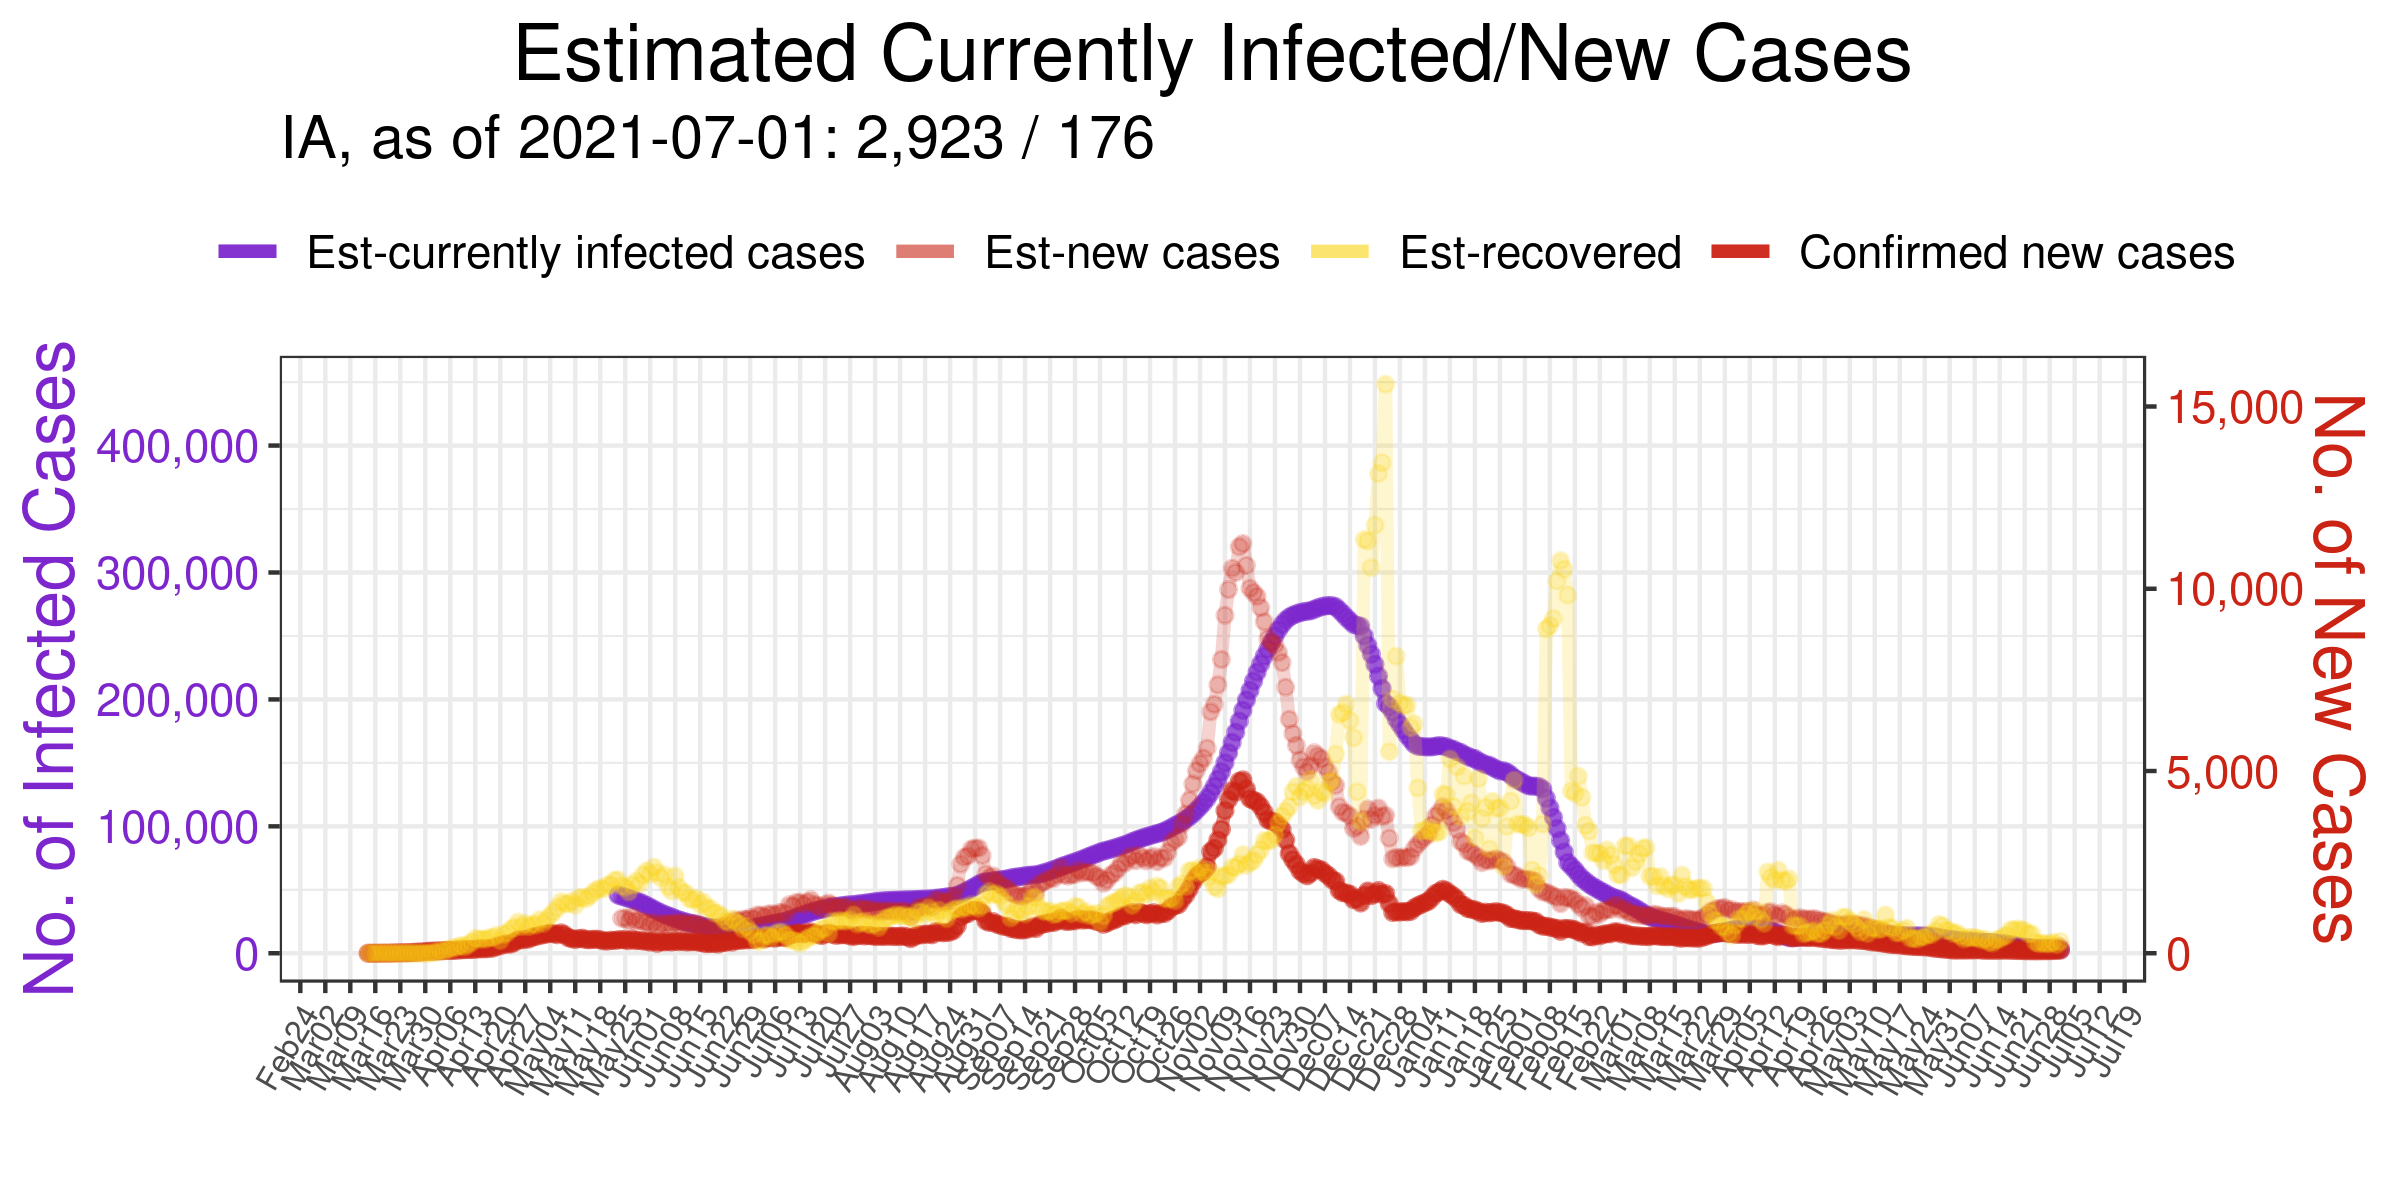 Estimated Currently Infected/New Cases
IA, as of 2021-07-01: 2,923 / 176
Est-currently infected cases
Est-new cases
Est-recovered
Confirmed new cases
No. of Infected Cases
400,000
300,000
200,000
100,000
0
15,000
10,000
5,000
0
No. of New Cases
Feb24
Mar02
Mar09
Mar16
Mar23
Mar30
Apr06
Apr13
Apr20
Apr27
May04
May11
May18
May25
Jun01
Jun08
Jun15
Jun22
Jun29
Jul06
Jul13
Jul20
Jul27
Aug03
Aug10
Aug17
Aug24
Aug31
Sep07
Sep14
Sep21
Sep28
Oct05
Oct12
Oct19
Oct26
Nov02
Nov09
Nov16
Nov23
Nov30
Dec07
Dec14
Dec21
Dec28
Jan04
Jan11
Jan18
Jan25
Feb01
Feb08
Feb15
Feb22
Mar01
Mar08
Mar15
Mar22
Mar29
Apr05
Apr12
Apr19
Apr26
May03
May10
May17
May24
May31
Jun07
Jun14
Jun21
Jun28
Jul05
Jul12
Jul19